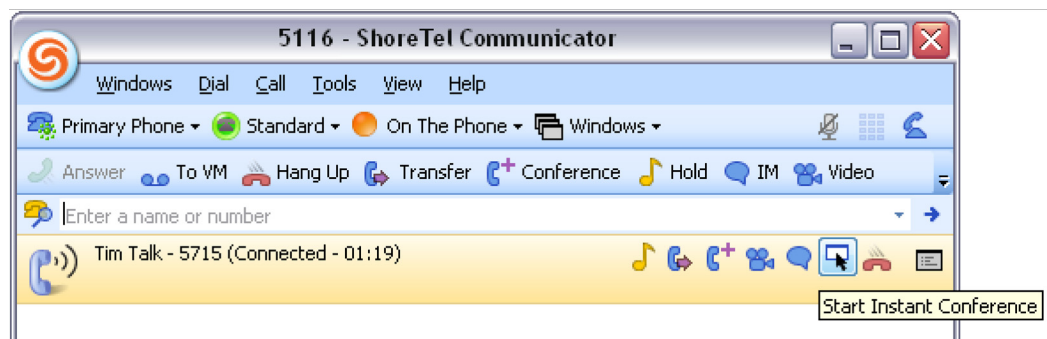 5116 - ShoreTel Communicator
Windows Dial Call Tools View Help
Primary Phone Standard On The Phone Windows
Answer To VM Hang Up Transfer Conference Hold IM Video
Enter a name or number
Tim Talk - 5715 (Connected - 01:19)
Start Instant Conference